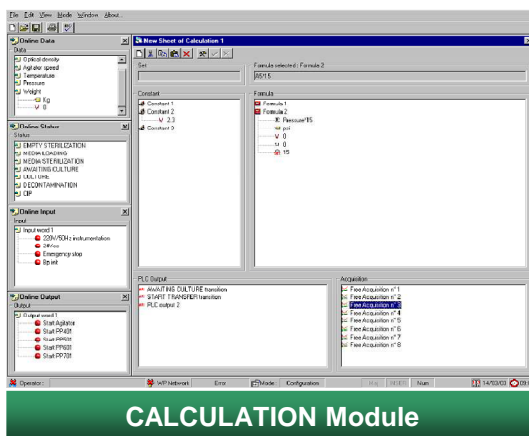 File Edit View Mode Window About...
Online Data
Data
Optical density
Agitator speed
Temperature
Pressure
Weight
Kg
0
Online Status
Status
EMPTY STERILIZATION
MEDIA LOADING
MEDIA STERILIZATION
AWAITING CULTURE
CULTURE
DECONTAMINATION
CIP
Online Input
Input
Input word 1
220V/50Hz instrumentation
Emergency stop
Online Output
Output
Output word 1
Start Agitator
Start PP401
Start PP501
Start PP601
Start PP701
New Sheet of Calculation 1
Set
Formula selected : Formula 2
Constant
Constant 1
Constant 2
2.3
Constant 3
Formula
Formula 1
Formula 2
Pressure*15
psi
0
0
15
PLC Output
AWAITING CULTURE transition
START TRANSFER transition
PLC output 2
Acquisition
Free Acquisition n° 1
Free Acquisition n° 2
Free Acquisition n° 3
Free Acquisition n° 4
Free Acquisition n° 5
Free Acquisition n° 6
Free Acquisition n° 7
Free Acquisition n° 8
Operator: WP Network Error Mode: Configuration Num 14/03/03
CALCULATION Module